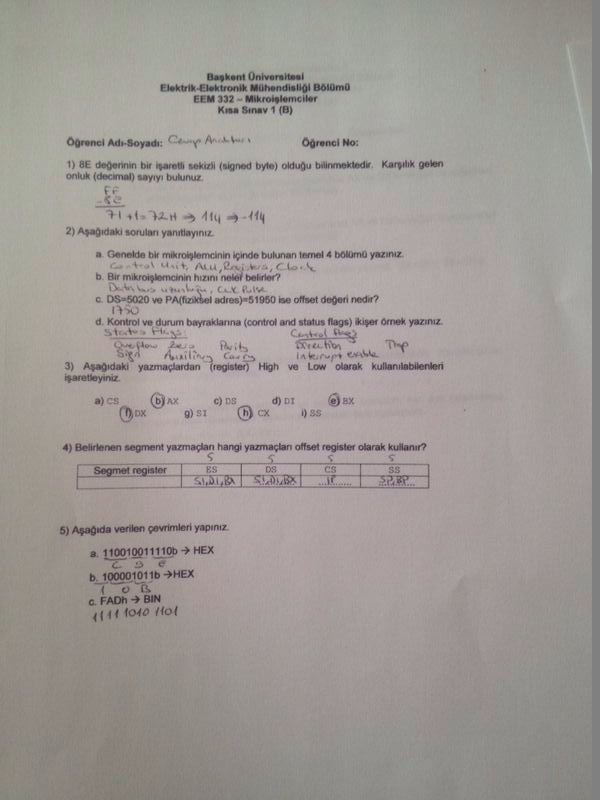 Başkent Üniversitesi
Elektrik-Elektronik Mühendisliği Bölümü
EEM 332 – Mikroişlemciler
Kısa Sınav 1 (B)
Öğrenci Adı-Soyadı: Cevap Anahtarı Öğrenci No:
1) 8E değerinin bir işaretli sekizli (signed byte) olduğu bilinmektedir. Karşılık gelen
onluk (decimal) sayıyı bulunuz.
FF
- 8E
71+1=72H ⇒ 114 ⇒ -114
2) Aşağıdaki soruları yanıtlayınız.
a. Genelde bir mikroişlemcinin içinde bulunan temel 4 bölümü yazınız.
Control Unit, ALU, Registers, Clock
b. Bir mikroişlemcinin hızını neler belirler?
Data bus uzunluğu, CLK Pulse
c. DS=5020 ve PA(fiziksel adres)=51950 ise offset değeri nedir?
1750
d. Kontrol ve durum bayraklarına (control and status flags) ikişer örnek yazınız.
Status Flags: Control flags
Overflow Zero Parity Direction Trap
Sign Auxiliary Carry Interrupt enable
3) Aşağıdaki yazmaçlardan (register) High ve Low olarak kullanılabilenleri
işaretleyiniz.
a) CS b) AX c) DS d) DI e) BX
f) DX g) SI h) CX i) SS
4) Belirlenen segment yazmaçları hangi yazmaçları offset register olarak kullanır?
5 5 5 5
Segmet register ES DS CS SS
SI,DI,BX SI,DI,BX ...IP....... SP,BP...
5) Aşağıda verilen çevrimleri yapınız.
a. 110010011110b → HEX
C 9 E
b. 100001011b →HEX
1 0 B
c. FADh → BIN
1111 1010 1101